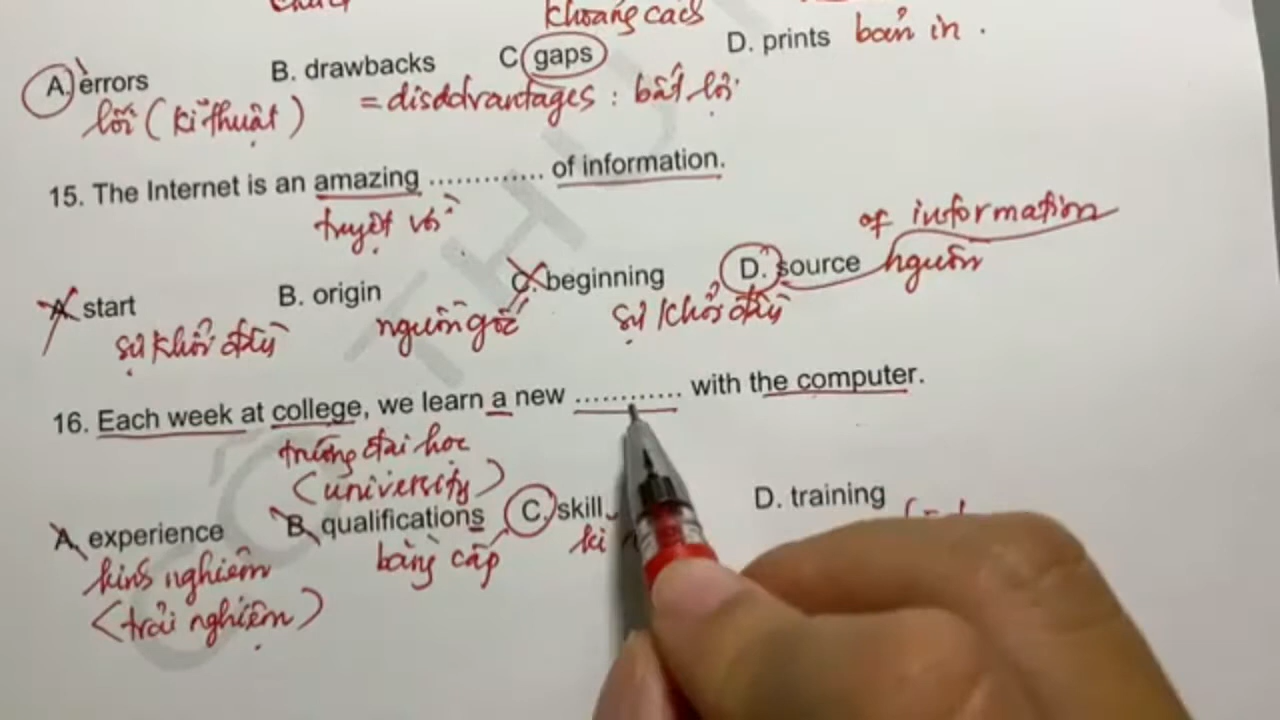 khoảng cách
A. errors B. drawbacks C gaps D. prints bản in .
lỗi (kĩ thuật) = disadvantages : bất lợi
15. The Internet is an amazing ............. of information.
tuyệt vời
of information
A start B. origin C. beginning D. source nguồn
sự khởi đầu nguồn gốc sự khởi đầu
16. Each week at college, we learn a new ............ with the computer.
trường đại học
(university)
A. experience B. qualifications C. skill D. training
kinh nghiệm bằng cấp kĩ
(trải nghiệm)